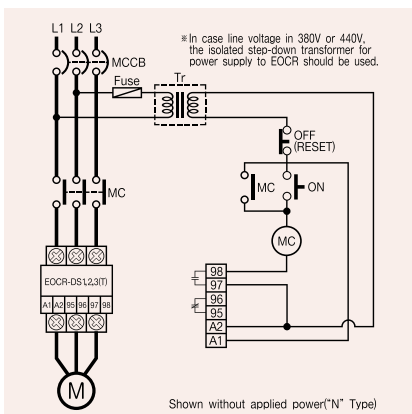 L1 L2 L3
※In case line voltage in 380V or 440V,
the isolated step-down transformer for
power supply to EOCR should be used.
MCCB
Fuse
Tr
OFF
(RESET)
MC
MC
ON
MC
EOCR-DS1,2,3(T)
A1 A2 95 96 97 98
98
97
96
95
A2
A1
M
Shown without applied power("N" Type)